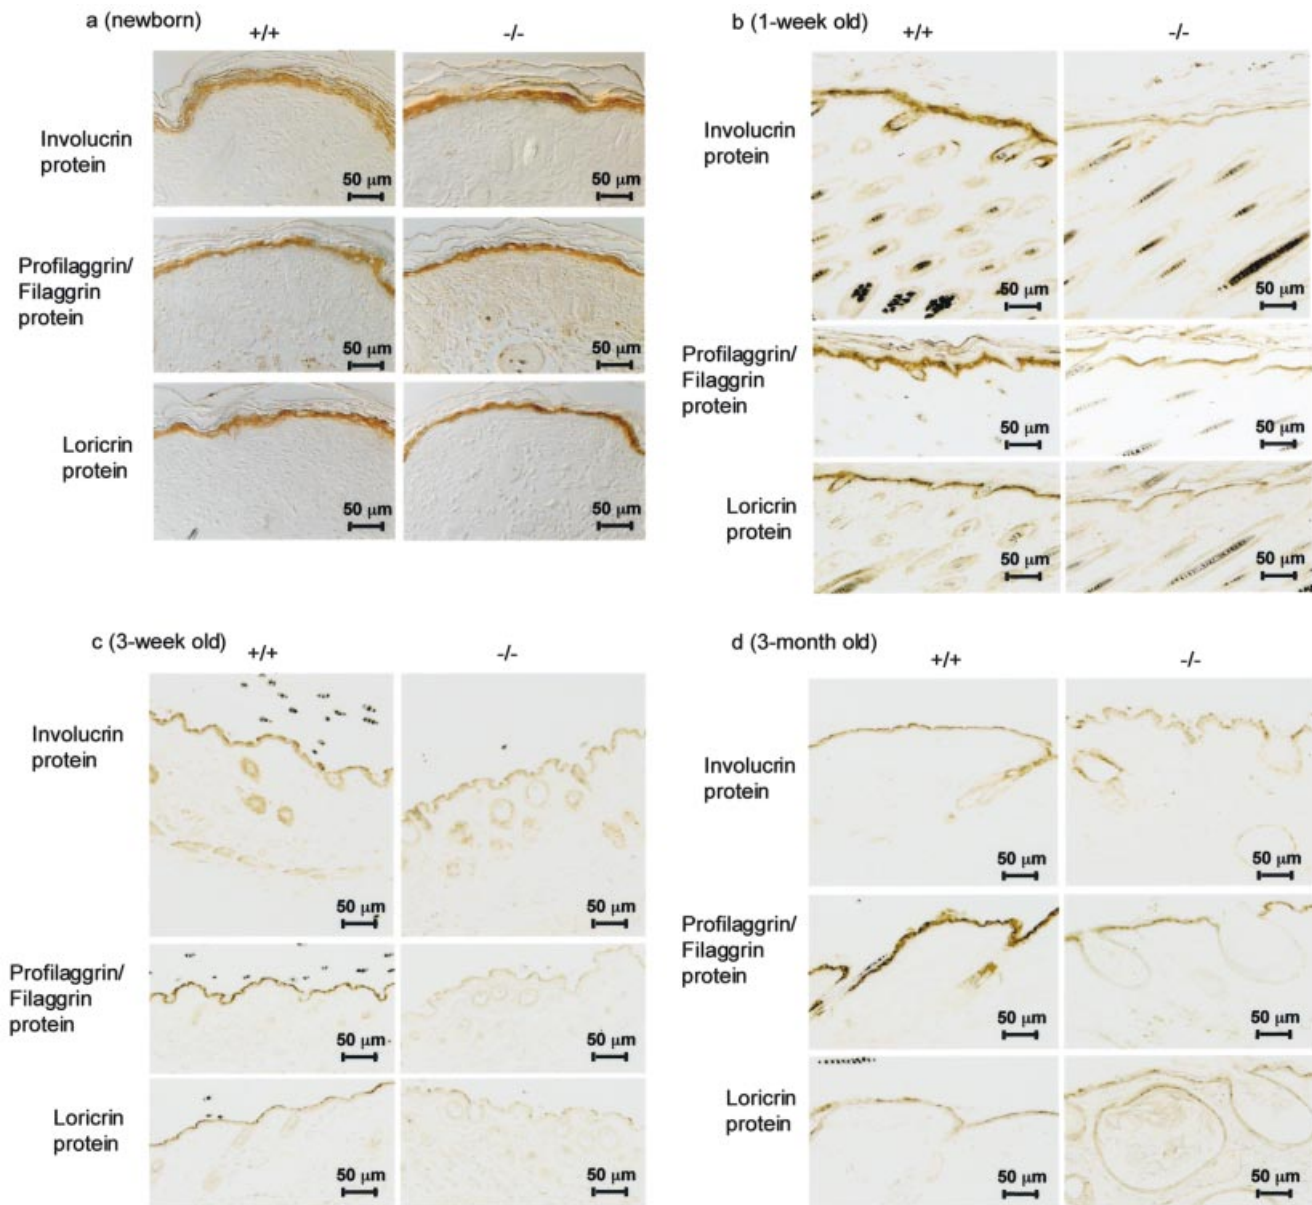 a (newborn)
+/+ -/-
Involucrin
protein
50 μm 50 μm
Profilaggrin/
Filaggrin
protein
50 μm 50 μm
Loricrin
protein
50 μm 50 μm
b (1-week old)
+/+ -/-
Involucrin
protein
50 μm 50 μm
Profilaggrin/
Filaggrin
protein
50 μm 50 μm
Loricrin
protein
50 μm 50 μm
c (3-week old)
+/+ -/-
Involucrin
protein
50 μm 50 μm
Profilaggrin/
Filaggrin
protein
50 μm 50 μm
Loricrin
protein
50 μm 50 μm
d (3-month old)
+/+ -/-
Involucrin
protein
50 μm 50 μm
Profilaggrin/
Filaggrin
protein
50 μm 50 μm
Loricrin
protein
50 μm 50 μm